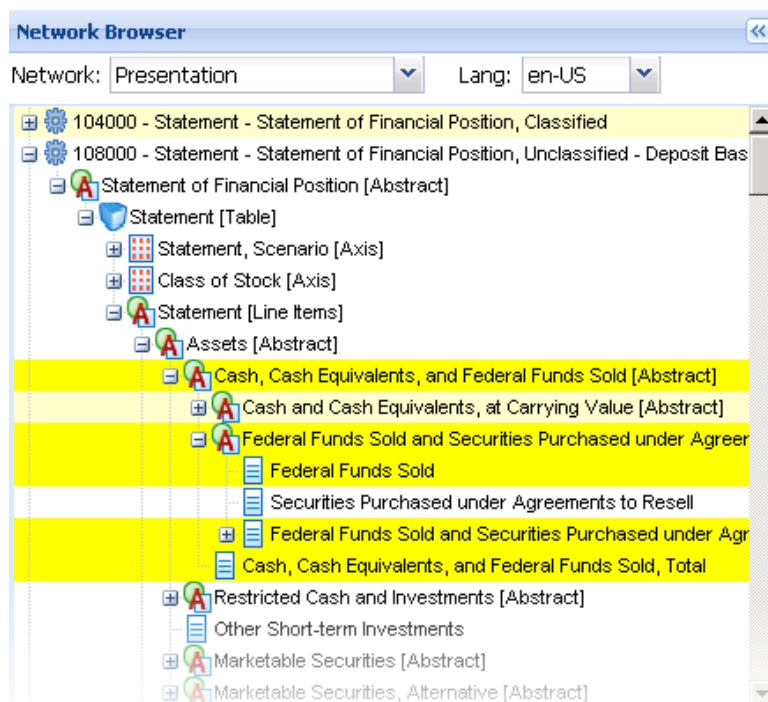 Network Browser
Network: Presentation Lang: en-US
104000 - Statement - Statement of Financial Position, Classified
108000 - Statement - Statement of Financial Position, Unclassified - Deposit Bas
Statement of Financial Position [Abstract]
Statement [Table]
Statement, Scenario [Axis]
Class of Stock [Axis]
Statement [Line Items]
Assets [Abstract]
Cash, Cash Equivalents, and Federal Funds Sold [Abstract]
Cash and Cash Equivalents, at Carrying Value [Abstract]
Federal Funds Sold and Securities Purchased under Agreer
Federal Funds Sold
Securities Purchased under Agreements to Resell
Federal Funds Sold and Securities Purchased under Agr
Cash, Cash Equivalents, and Federal Funds Sold, Total
Restricted Cash and Investments [Abstract]
Other Short-term Investments
Marketable Securities [Abstract]
Marketable Securities, Alternative [Abstract]